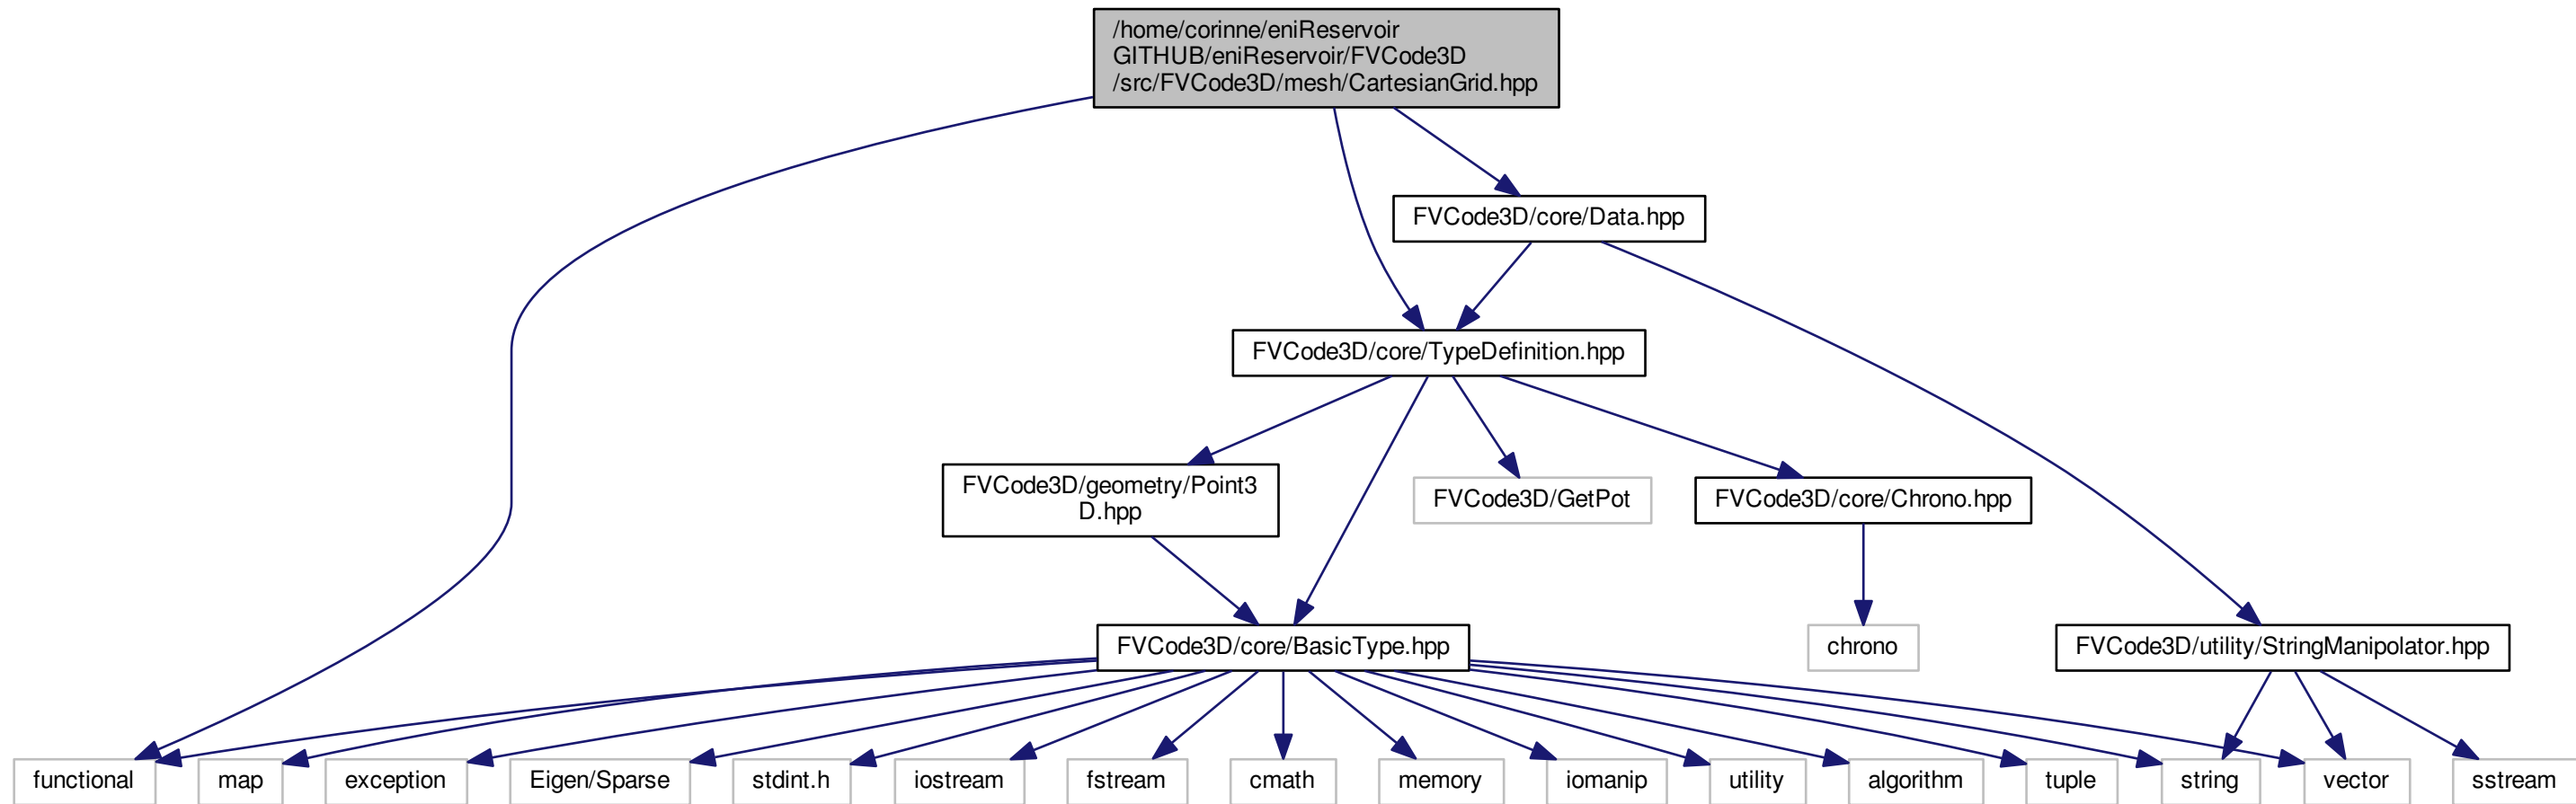 /home/corinne/eniReservoir
GITHUB/eniReservoir/FVCode3D
/src/FVCode3D/mesh/CartesianGrid.hpp
FVCode3D/core/Data.hpp
FVCode3D/core/TypeDefinition.hpp
FVCode3D/geometry/Point3
D.hpp
FVCode3D/GetPot
FVCode3D/core/Chrono.hpp
FVCode3D/core/BasicType.hpp
chrono
FVCode3D/utility/StringManipolator.hpp
functional
map
exception
Eigen/Sparse
stdint.h
iostream
fstream
cmath
memory
iomanip
utility
algorithm
tuple
string
vector
sstream